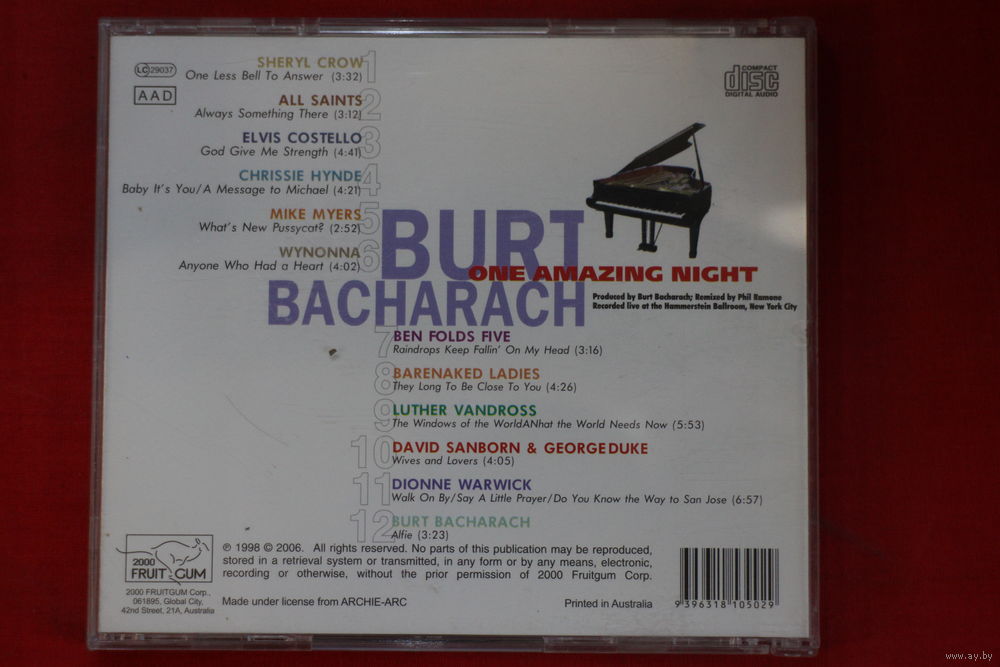 LC 29037
AAD
SHERYL CROW 1
One Less Bell To Answer (3:32)
ALL SAINTS 2
Always Something There (3:12)
ELVIS COSTELLO 3
God Give Me Strength (4:41)
CHRISSIE HYNDE 4
Baby It's You/A Message to Michael (4:21)
MIKE MYERS 5
What's New Pussycat? (2:52)
WYNONNA 6
Anyone Who Had a Heart (4:02)
COMPACT
disc
DIGITAL AUDIO
BURT
ONE AMAZING NIGHT
BACHARACH
Produced by Burt Bacharach; Remixed by Phil Ramone
Recorded live at the Hammerstein Ballroom, New York City
7 BEN FOLDS FIVE
Raindrops Keep Fallin' On My Head (3:16)
8 BARENAKED LADIES
They Long To Be Close To You (4:26)
9 LUTHER VANDROSS
The Windows of the WorldANhat the World Needs Now (5:53)
10 DAVID SANBORN & GEORGEDUKE
Wives and Lovers (4:05)
11 DIONNE WARWICK
Walk On By/Say A Little Prayer/Do You Know the Way to San Jose (6:57)
12 BURT BACHARACH
Alfie (3:23)
2000
FRUITGUM
2000 FRUITGUM Corp.,
061895, Global City,
42nd Street, 21A, Australia
℗ 1998 © 2006. All rights reserved. No parts of this publication may be reproduced,
stored in a retrieval system or transmitted, in any form or by any means, electronic,
recording or otherwise, without the prior permission of 2000 Fruitgum Corp.
Made under license from ARCHIE-ARC
Printed in Australia
9 396318 105029
www.ay.by